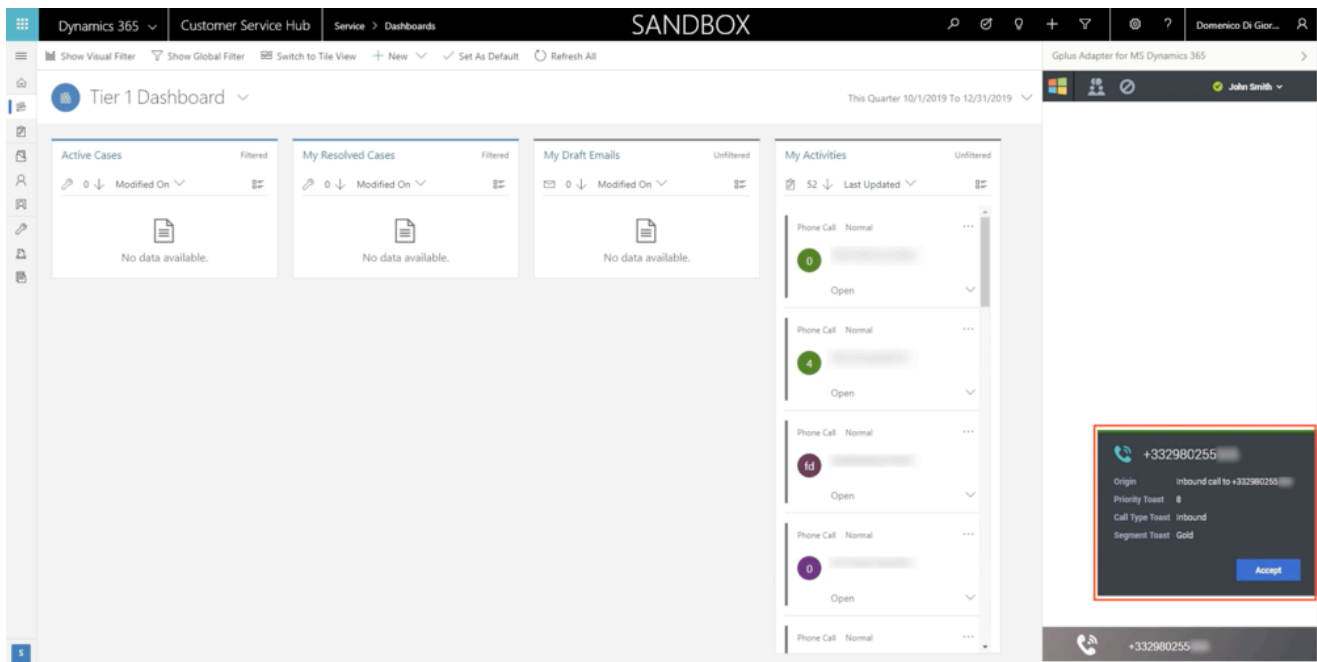 Dynamics 365
Customer Service Hub
Service > Dashboards
SANDBOX
Domenico Di Gior...
Show Visual Filter
Show Global Filter
Switch to Tile View
New
Set As Default
Refresh All
Gplus Adapter for MS Dynamics 365
John Smith
Tier 1 Dashboard
This Quarter 10/1/2019 To 12/31/2019
Active Cases
Filtered
0
Modified On
No data available.
My Resolved Cases
Filtered
0
Modified On
No data available.
My Draft Emails
Unfiltered
0
Modified On
No data available.
My Activities
Unfiltered
52
Last Updated
Phone Call Normal
0
Open
Phone Call Normal
4
Open
Phone Call Normal
fd
Open
Phone Call Normal
0
Open
Phone Call Normal
+332980255
Origin Inbound call to +332980255
Priority Toast 8
Call Type Toast Inbound
Segment Toast Gold
Accept
+332980255
S